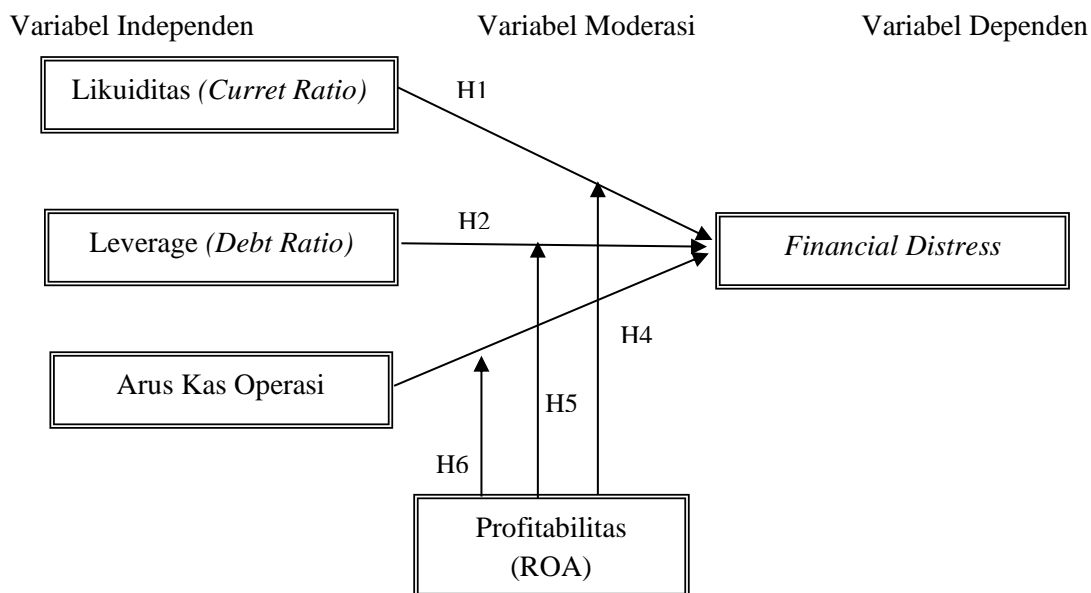 Variabel Independen Variabel Moderasi Variabel Dependen
Likuiditas (Curret Ratio)
H1
Leverage (Debt Ratio)
H2
Financial Distress
Arus Kas Operasi
H4
H5
H6
Profitabilitas
(ROA)